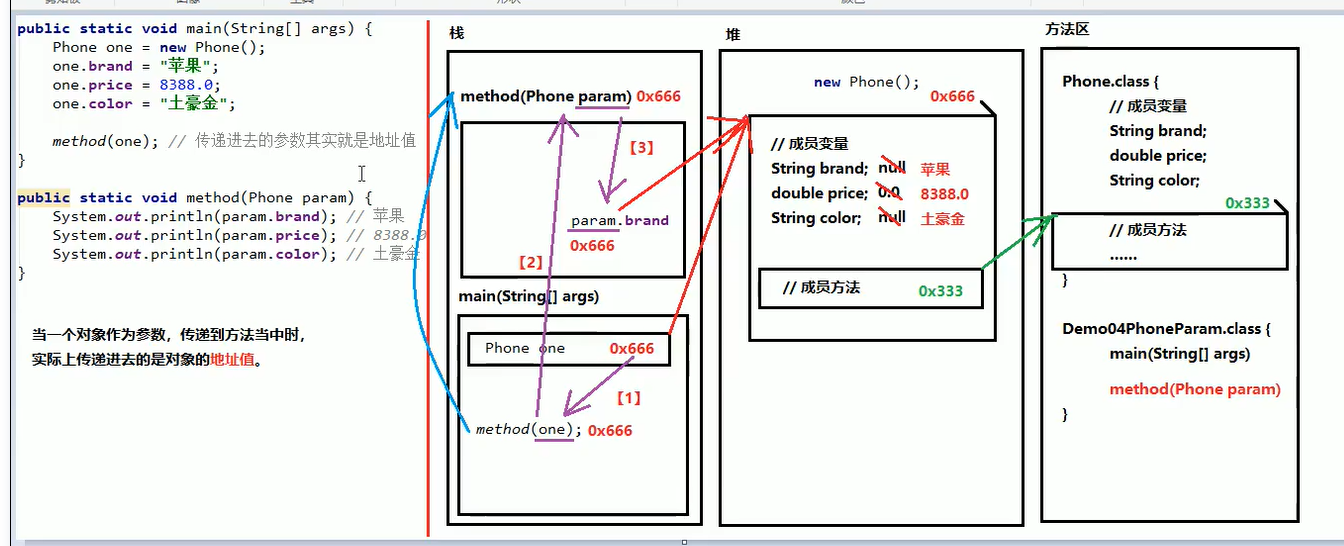 public static void main(String[] args) {
Phone one = new Phone();
one.brand = "苹果";
one.price = 8388.0;
one.color = "土豪金";
method(one); // 传递进去的参数其实就是地址值
}
public static void method(Phone param) {
System.out.println(param.brand); // 苹果
System.out.println(param.price); // 8388.0
System.out.println(param.color); // 土豪金
}
当一个对象作为参数，传递到方法当中时，
实际上传递进去的是对象的地址值。
栈
method(Phone param) 0x666
【3】
param.brand
0x666
【2】
main(String[] args)
Phone one 0x666
【1】
method(one); 0x666
堆
new Phone();
0x666
// 成员变量
String brand; null 苹果
double price; 0.0 8388.0
String color; null 土豪金
// 成员方法 0x333
方法区
Phone.class {
// 成员变量
String brand;
double price;
String color;
0x333
// 成员方法
......
}
Demo04PhoneParam.class {
main(String[] args)
method(Phone param)
}